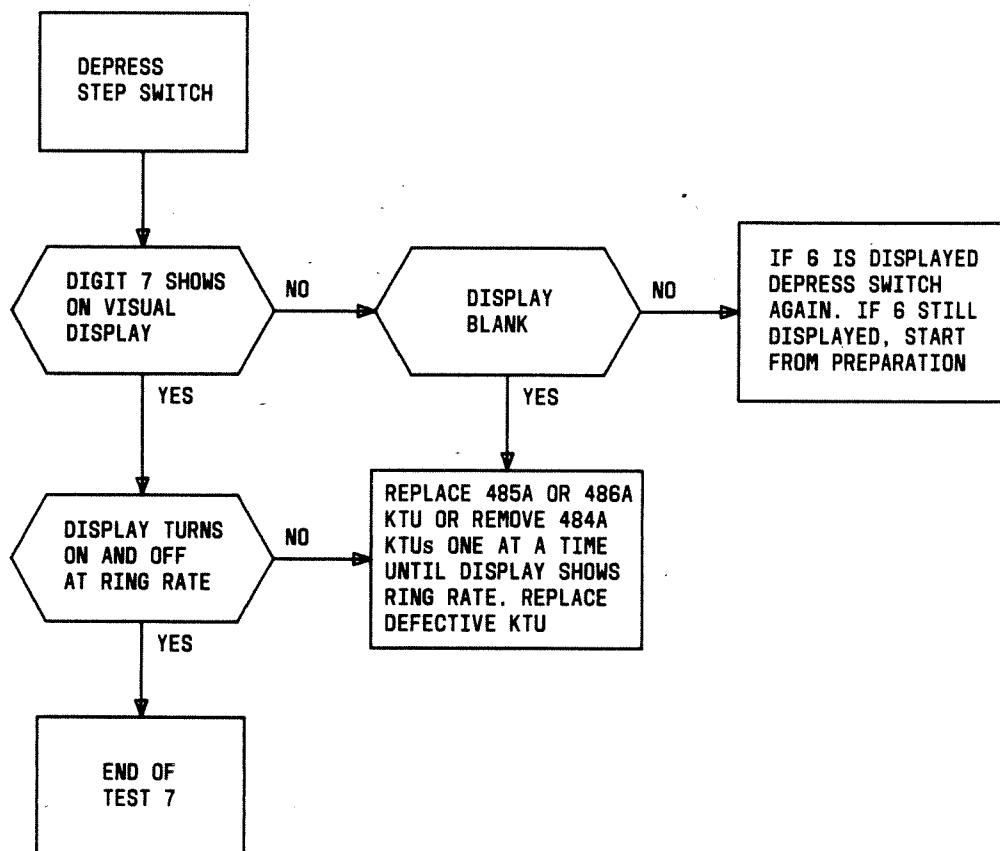 DEPRESS
STEP SWITCH
DIGIT 7 SHOWS
ON VISUAL
DISPLAY
NO
DISPLAY
BLANK
NO
IF 6 IS DISPLAYED
DEPRESS SWITCH
AGAIN. IF 6 STILL
DISPLAYED, START
FROM PREPARATION
YES
YES
DISPLAY TURNS
ON AND OFF
AT RING RATE
NO
REPLACE 485A OR 486A
KTU OR REMOVE 484A
KTUs ONE AT A TIME
UNTIL DISPLAY SHOWS
RING RATE. REPLACE
DEFECTIVE KTU
YES
END OF
TEST 7